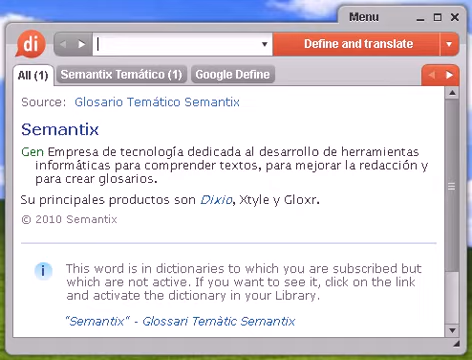 Menu
di
Define and translate
All (1) Semantix Temático (1) Google Define
Source: Glosario Temático Semantix
Semantix
Gen Empresa de tecnología dedicada al desarrollo de herramientas
informáticas para comprender textos, para mejorar la redacción y
para crear glosarios.
Su principales productos son Dixio, Xtyle y Gloxr.
© 2010 Semantix
i
This word is in dictionaries to which you are subscribed but
which are not active. If you want to see it, click on the link
and activate the dictionary in your Library.
"Semantix" - Glossari Temàtic Semantix